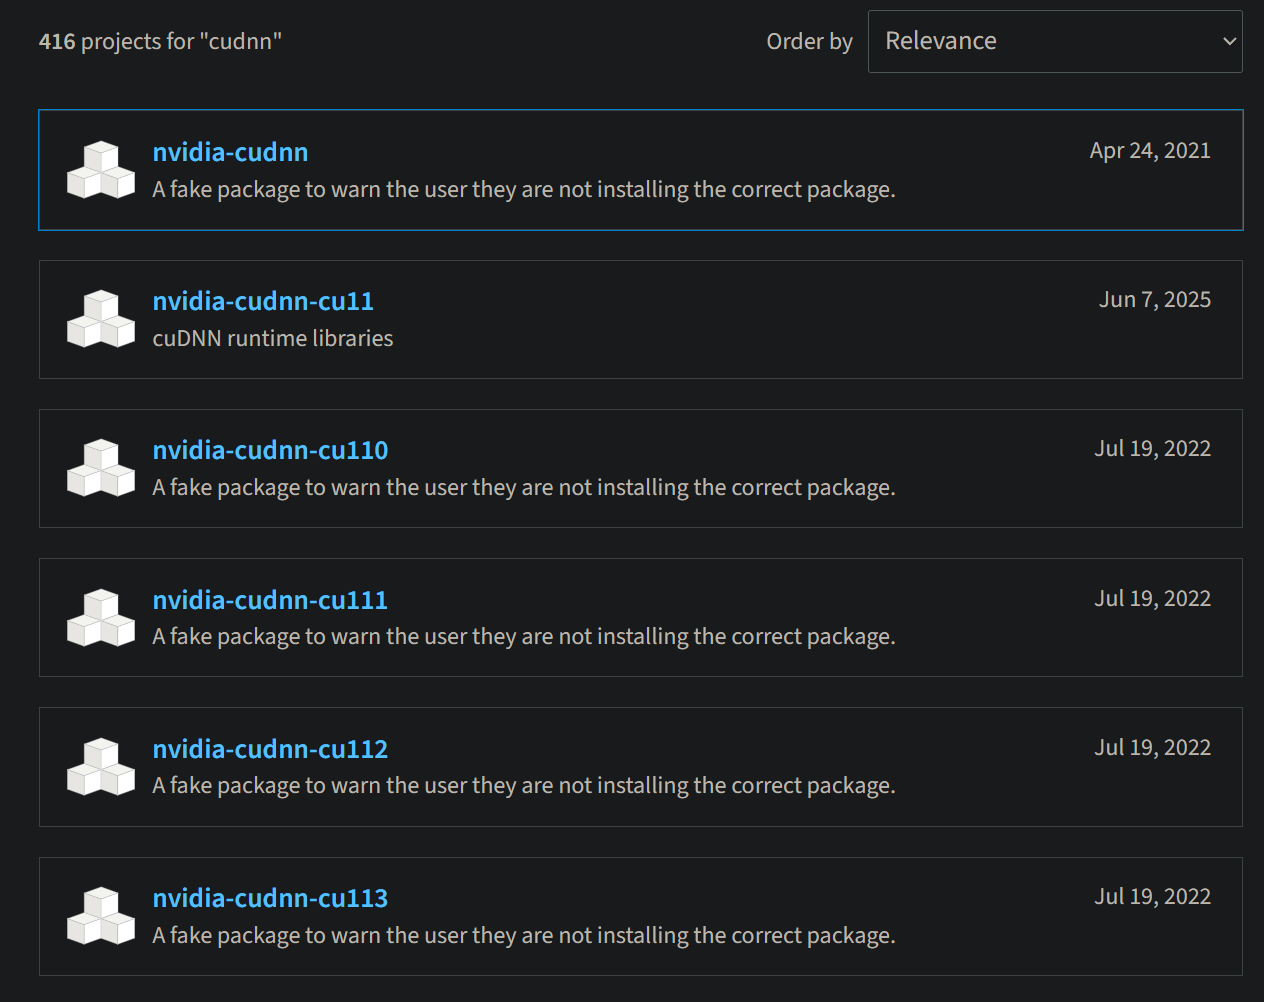 416 projects for "cudnn"
Order by
Relevance
nvidia-cudnn
Apr 24, 2021
A fake package to warn the user they are not installing the correct package.
nvidia-cudnn-cu11
Jun 7, 2025
cuDNN runtime libraries
nvidia-cudnn-cu110
Jul 19, 2022
A fake package to warn the user they are not installing the correct package.
nvidia-cudnn-cu111
Jul 19, 2022
A fake package to warn the user they are not installing the correct package.
nvidia-cudnn-cu112
Jul 19, 2022
A fake package to warn the user they are not installing the correct package.
nvidia-cudnn-cu113
Jul 19, 2022
A fake package to warn the user they are not installing the correct package.